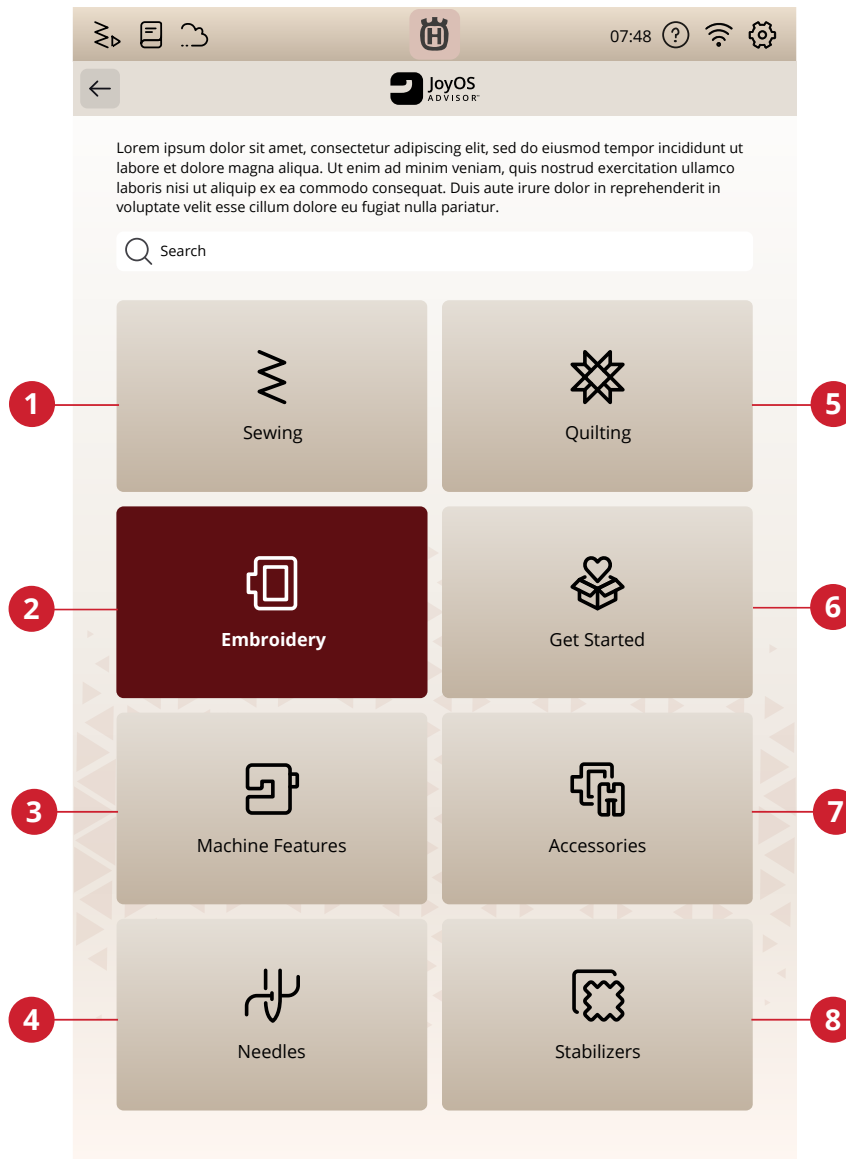 07:48
?
H
JoyOS
ADVISOR™
Lorem ipsum dolor sit amet, consectetur adipiscing elit, sed do eiusmod tempor incididunt ut
labore et dolore magna aliqua. Ut enim ad minim veniam, quis nostrud exercitation ullamco
laboris nisi ut aliquip ex ea commodo consequat. Duis aute irure dolor in reprehenderit in
voluptate velit esse cillum dolore eu fugiat nulla pariatur.
Search
1
Sewing
Quilting
5
2
Embroidery
Get Started
6
3
Machine Features
Accessories
7
4
Needles
Stabilizers
8